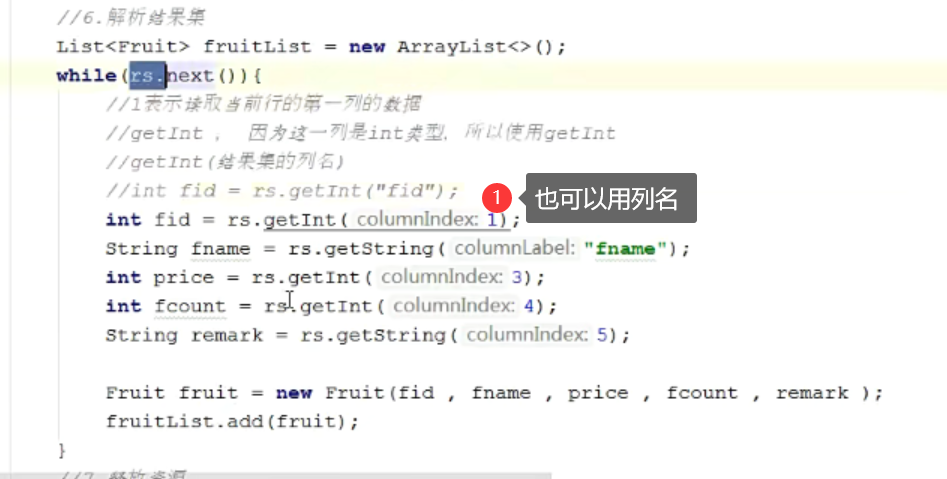 //6.解析结果集
List<Fruit> fruitList = new ArrayList<>();
while(rs.next()){
//1表示读取当前行的第一列的数据
//getInt ， 因为这一列是int类型，所以使用getInt
//getInt(结果集的列名)
//int fid = rs.getInt("fid");
1 也可以用列名
int fid = rs.getInt( columnIndex: 1);
String fname = rs.getString( columnLabel: "fname");
int price = rs.getInt( columnIndex: 3);
int fcount = rs.getInt( columnIndex: 4);
String remark = rs.getString( columnIndex: 5);
Fruit fruit = new Fruit(fid , fname , price , fcount , remark );
fruitList.add(fruit);
}
//7.释放资源